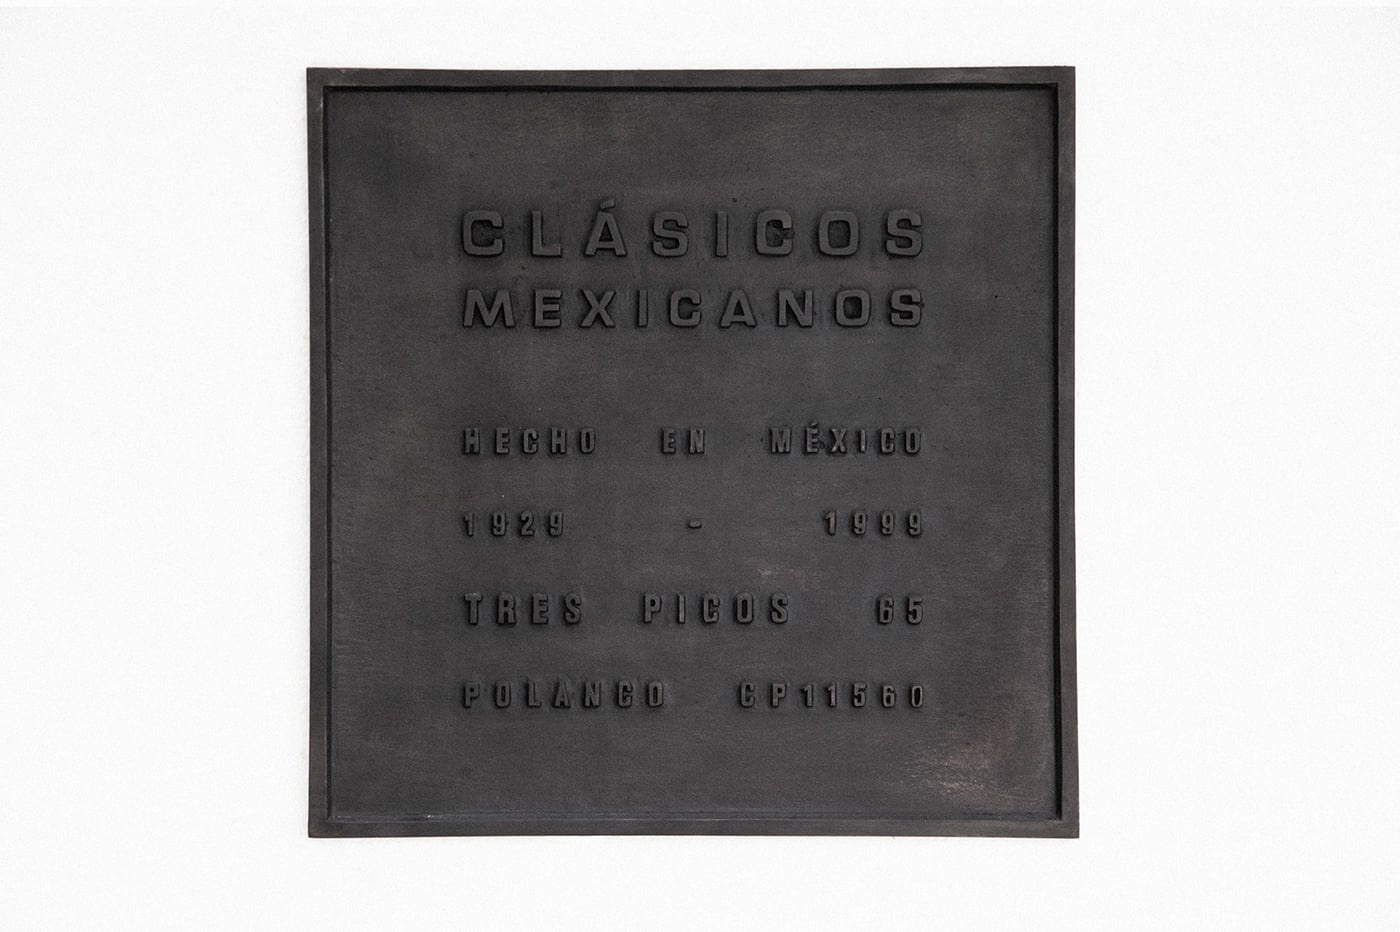 CLÁSICOS
MEXICANOS
HECHO EN MÉXICO
1929 - 1999
TRES PICOS 65
POLANCO CP11560